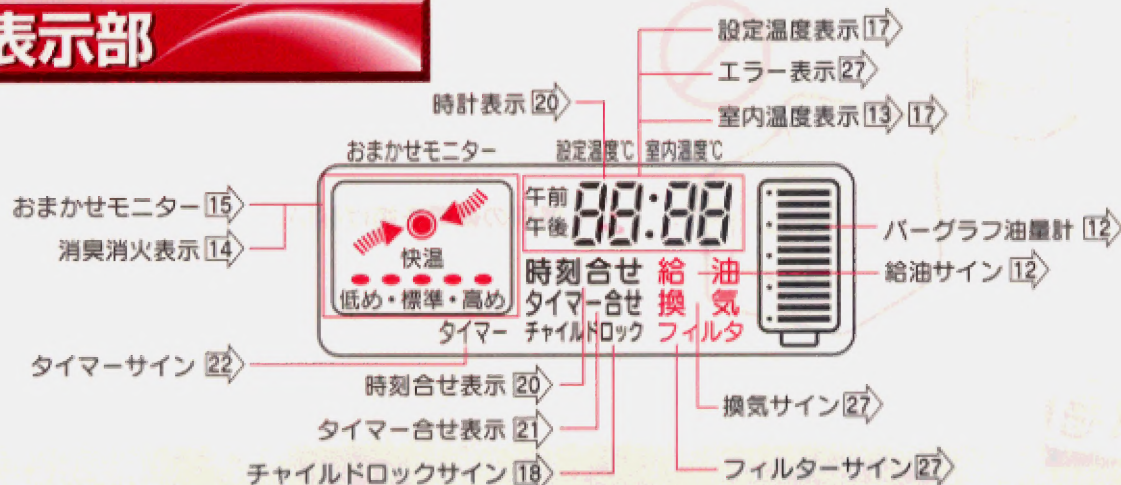 表示部
設定温度表示17
エラー表示27
時計表示20
室内温度表示13 17
おまかせモニター 設定温度℃ 室内温度℃
おまかせモニター15
消臭消火表示14
午前 88:88
午後
快温
低め・標準・高め
時刻合せ 給油
タイマー合せ 換気
タイマー チャイルドロック フィルタ
バーグラフ油量計12
給油サイン12
タイマーサイン22
時刻合せ表示20
タイマー合せ表示21
チャイルドロックサイン18
換気サイン27
フィルターサイン27